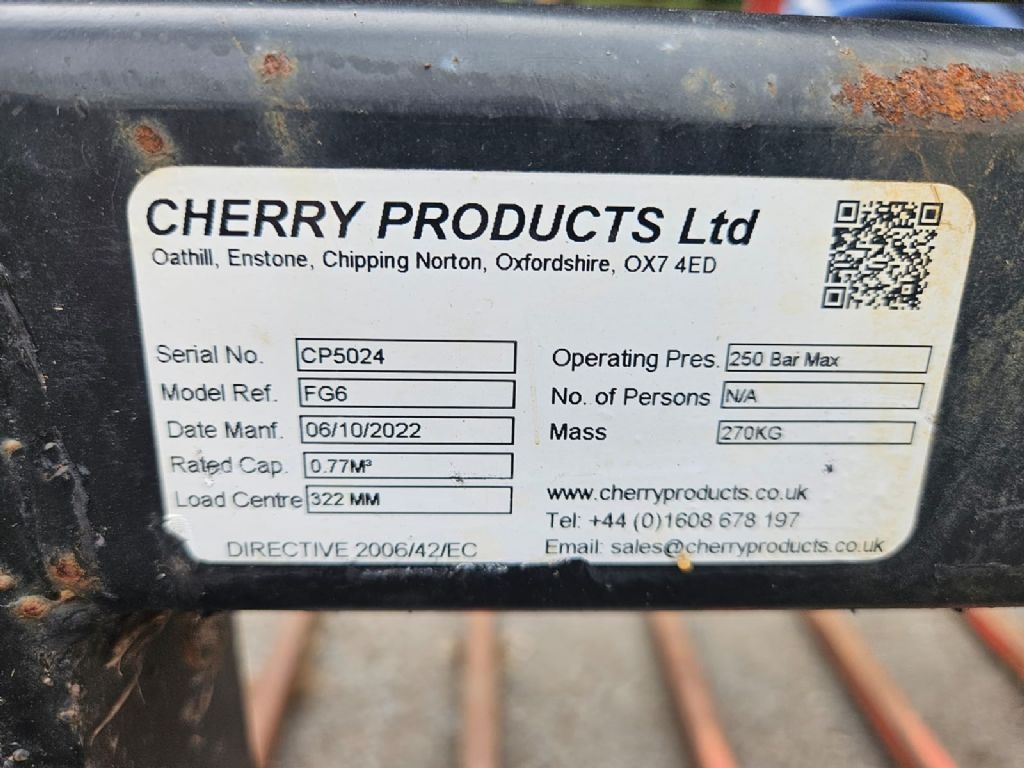 CHERRY PRODUCTS Ltd
Oathill, Enstone, Chipping Norton, Oxfordshire, OX7 4ED
Serial No. CP5024
Model Ref. FG6
Date Manf. 06/10/2022
Rated Cap. 0.77M³
Load Centre 322 MM
DIRECTIVE 2006/42/EC
Operating Pres. 250 Bar Max
No. of Persons N/A
Mass 270KG
www.cherryproducts.co.uk
Tel: +44 (0)1608 678 197
Email: sales@cherryproducts.co.uk